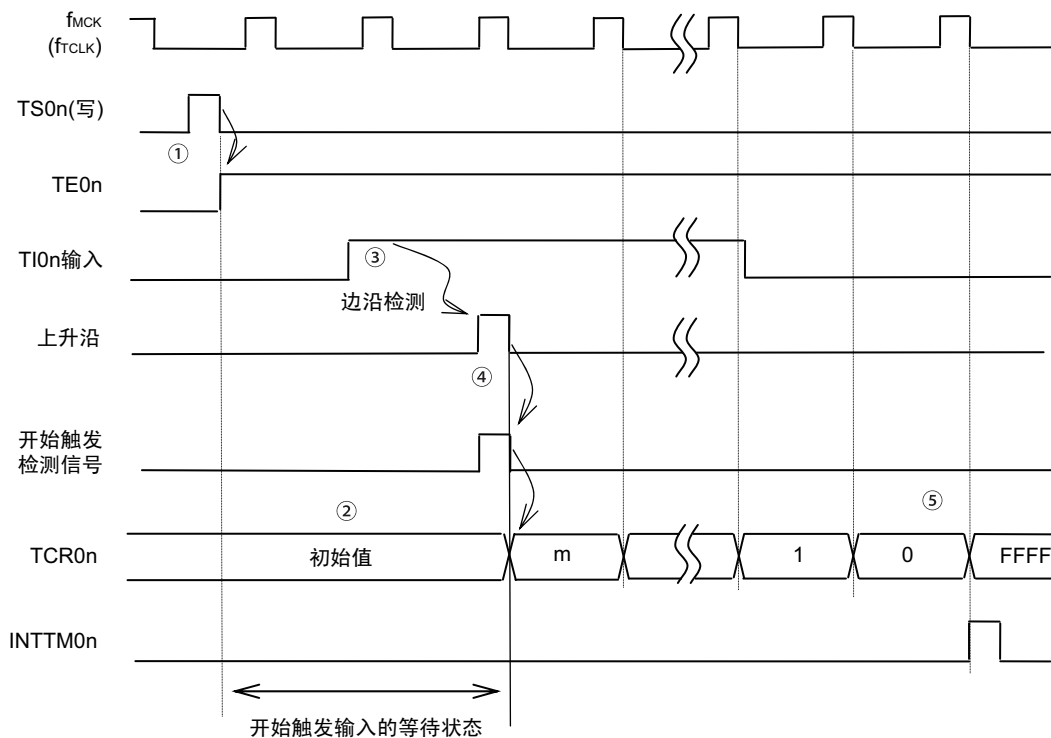 fMCK
(fTCLK)
TS0n(写)
①
TE0n
TI0n输入
③
边沿检测
上升沿
④
开始触发
检测信号
②
⑤
TCR0n
初始值
m
1
0
FFFF
INTTM0n
开始触发输入的等待状态